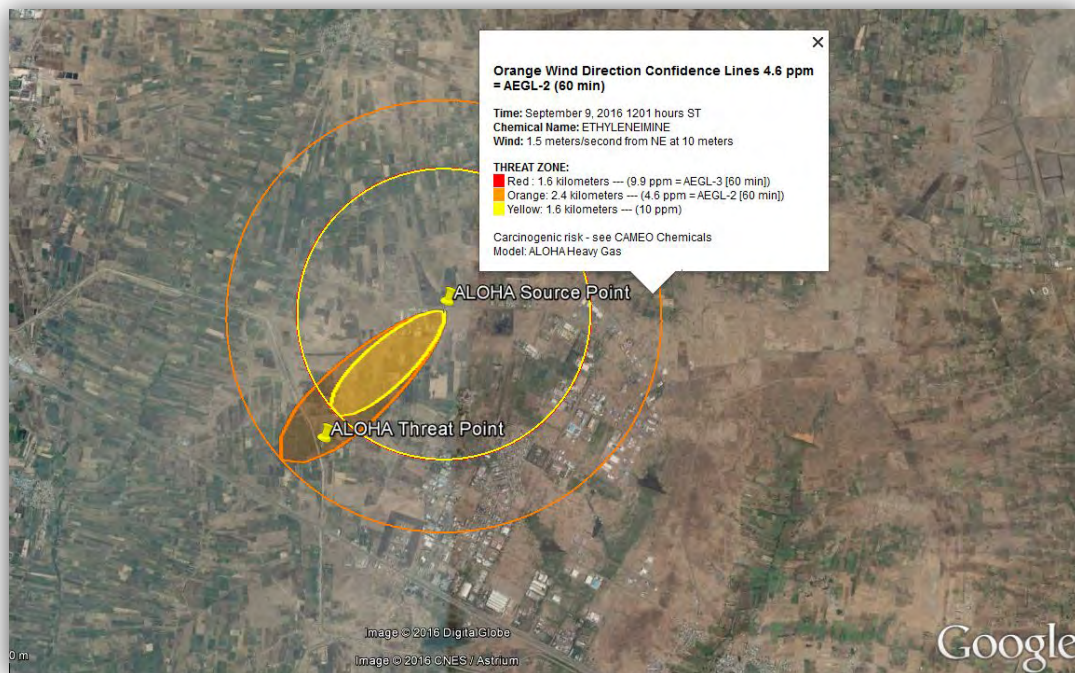 Orange Wind Direction Confidence Lines 4.6 ppm
= AEGL-2 (60 min)
Time: September 9, 2016 1201 hours ST
Chemical Name: ETHYLENEIMINE
Wind: 1.5 meters/second from NE at 10 meters
THREAT ZONE:
Red : 1.6 kilometers --- (9.9 ppm = AEGL-3 [60 min])
Orange: 2.4 kilometers --- (4.6 ppm = AEGL-2 [60 min])
Yellow: 1.6 kilometers --- (10 ppm)
Carcinogenic risk - see CAMEO Chemicals
Model: ALOHA Heavy Gas
ALOHA Source Point
ALOHA Threat Point
Image © 2016 DigitalGlobe
0 m
Image © 2016 CNES / Astrium
Google